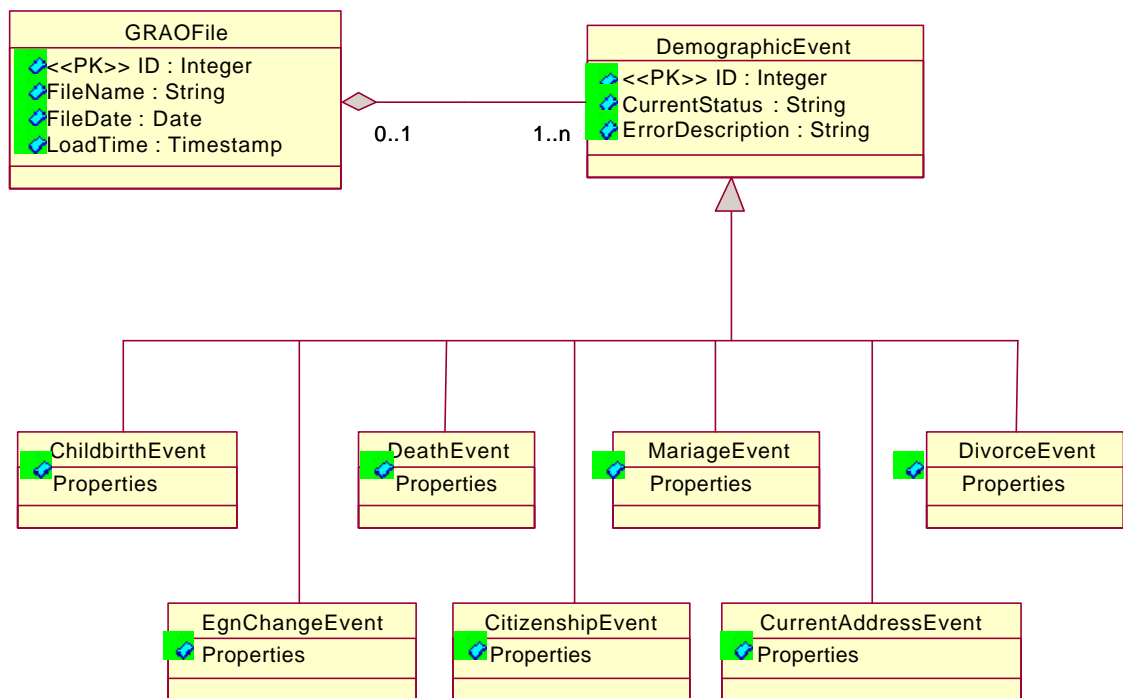 GRAOFile
<<PK>> ID : Integer
FileName : String
FileDate : Date
LoadTime : Timestamp
0..1
1..n
DemographicEvent
<<PK>> ID : Integer
CurrentStatus : String
ErrorDescription : String
ChildbirthEvent
Properties
DeathEvent
Properties
MariageEvent
Properties
DivorceEvent
Properties
EgnChangeEvent
Properties
CitizenshipEvent
Properties
CurrentAddressEvent
Properties